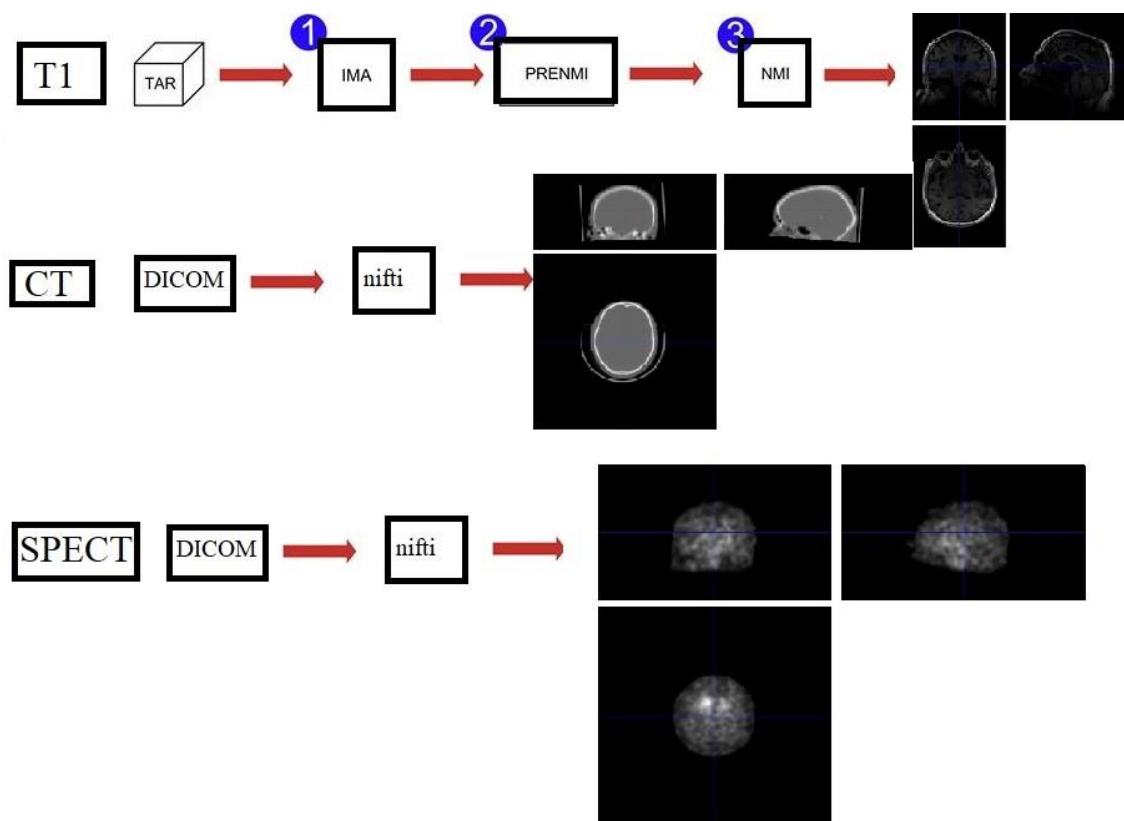 T1
TAR
1
IMA
2
PRENMI
3
NMI
CT
DICOM
nifti
SPECT
DICOM
nifti